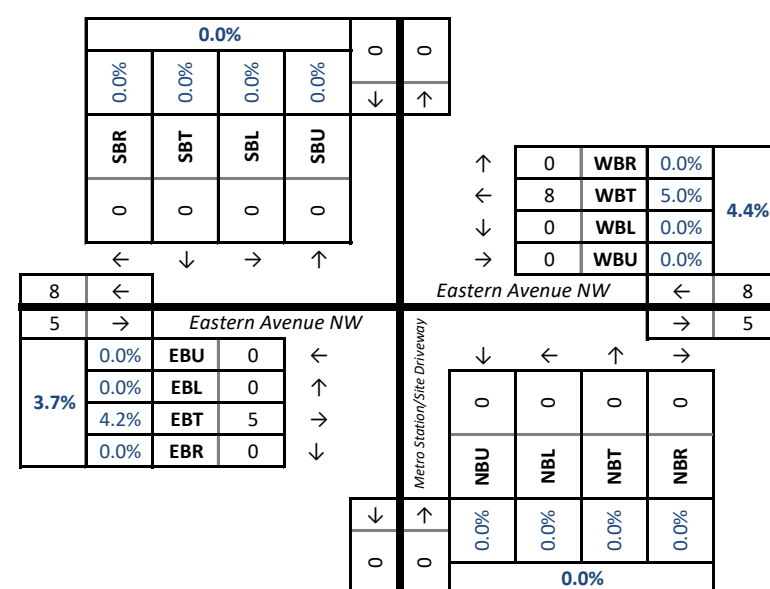 0.0%
0 0
0.0% 0.0% 0.0% 0.0%
↓ ↑
SBR SBT SBL SBU
0 0 0 0
← ↓ → ↑
↑ 0 WBR 0.0%
← 8 WBT 5.0%
4.4%
↓ 0 WBL 0.0%
→ 0 WBU 0.0%
8 ←
Eastern Avenue NW ← 8
5 → Eastern Avenue NW
→ 5
0.0% EBU 0 ←
0.0% EBL 0 ↑
3.7%
4.2% EBT 5 →
0.0% EBR 0 ↓
Metro Station/Site Driveway
↓ ← ↑ →
0 0 0 0
NBU NBL NBT NBR
↓ ↑
0.0% 0.0% 0.0% 0.0%
0 0
0.0%